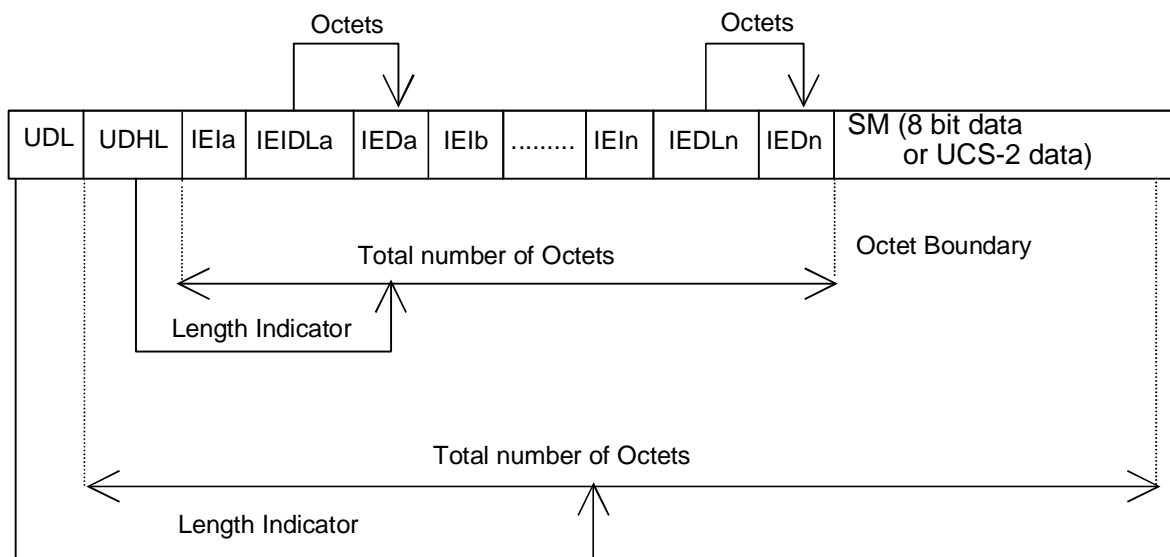 Octets
Octets
UDL UDHL IEIa IEIDLa IEDa IEIb ......... IEIn IEDLn IEDn SM (8 bit data
or UCS-2 data)
Total number of Octets
Octet Boundary
Length Indicator
Total number of Octets
Length Indicator